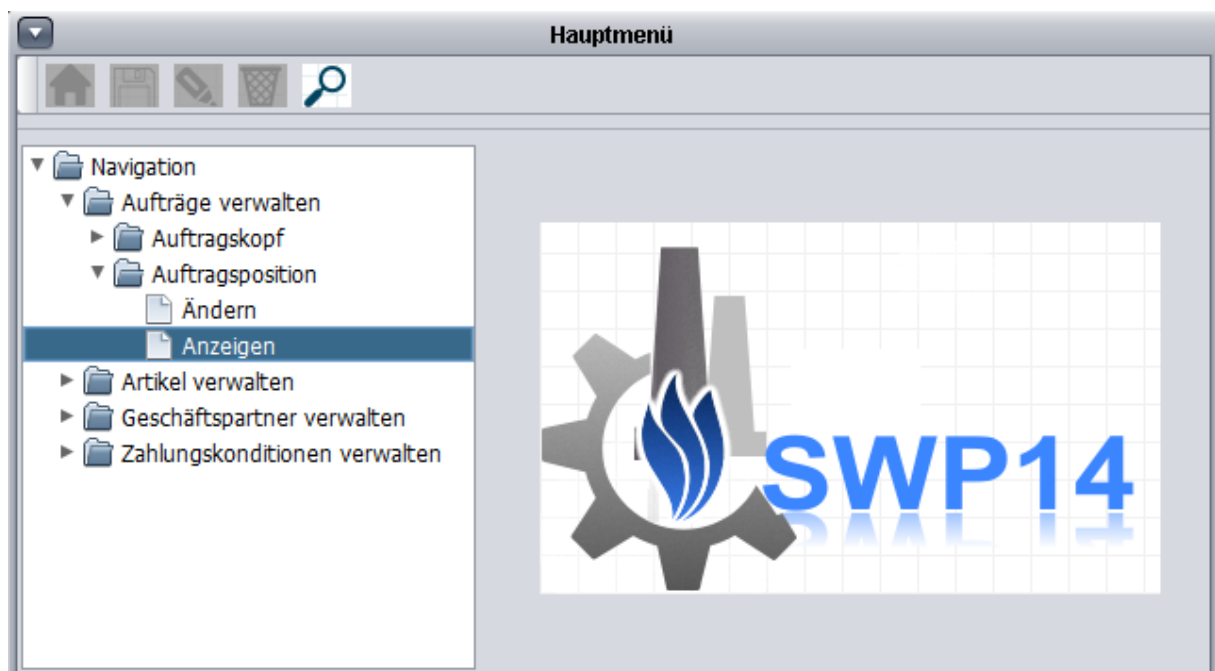 Hauptmenü
Navigation
Aufträge verwalten
Auftragskopf
Auftragsposition
Ändern
Anzeigen
Artikel verwalten
Geschäftspartner verwalten
Zahlungskonditionen verwalten
SWP14